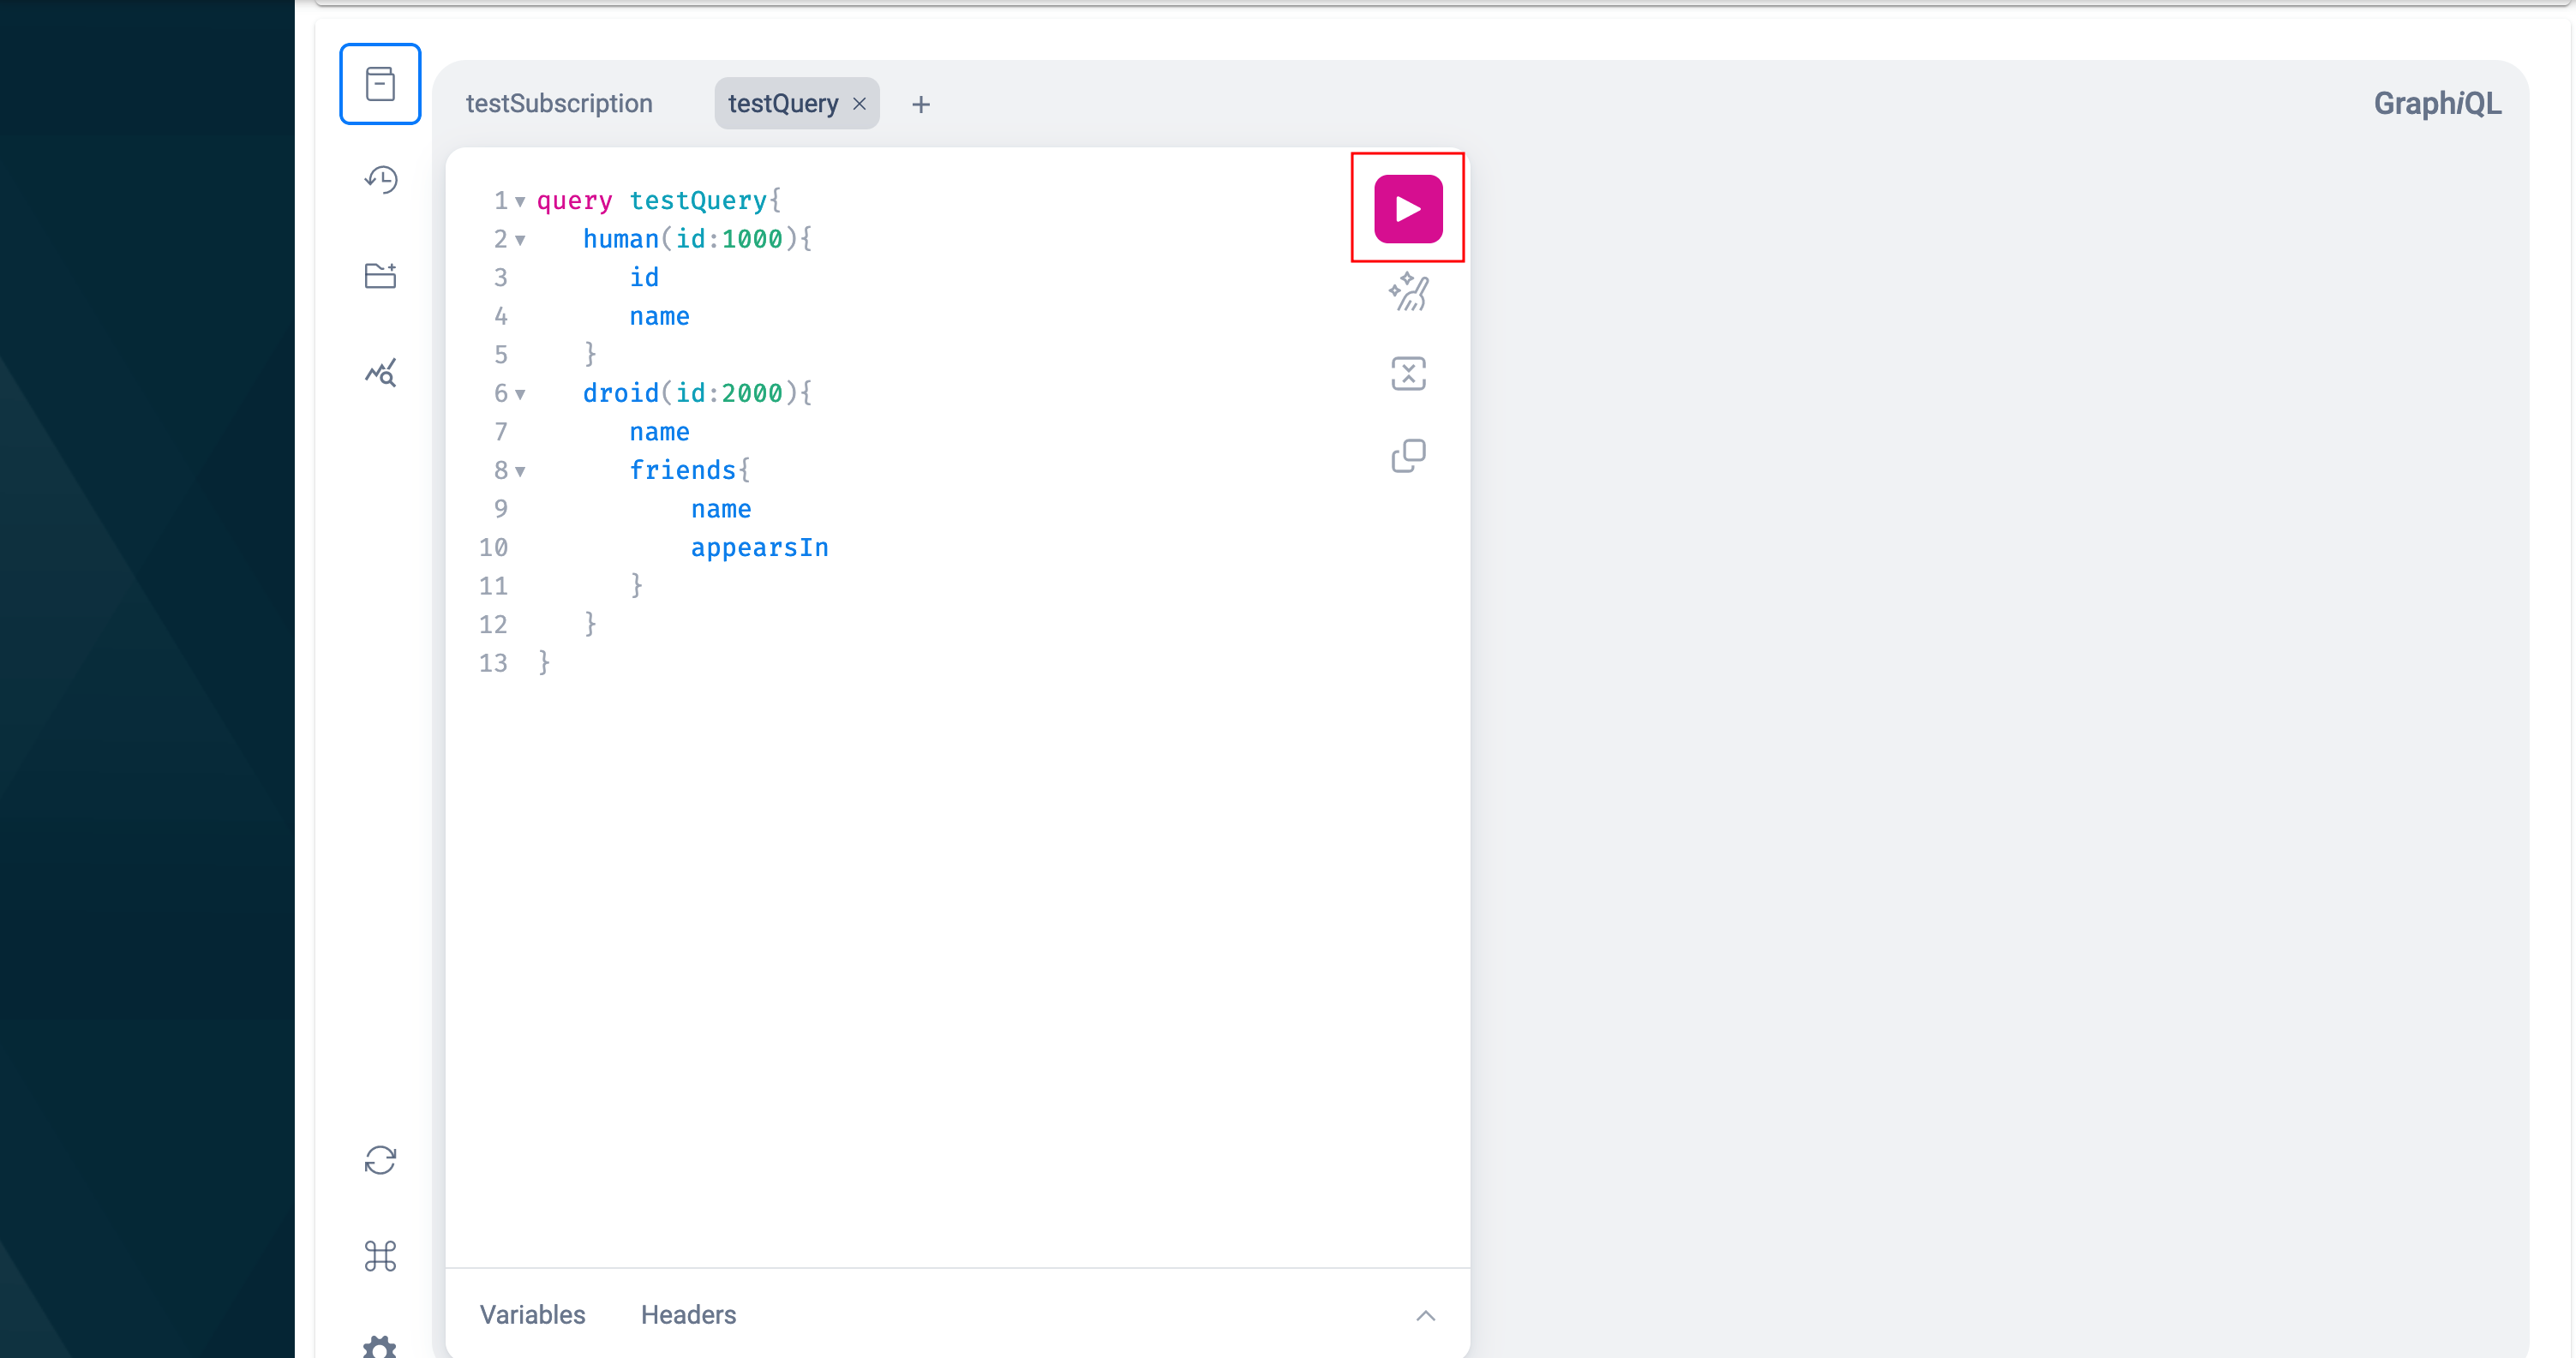 testSubscription testQuery × +
GraphiQL
1 query testQuery{
2 human(id:1000){
3 id
4 name
5 }
6 droid(id:2000){
7 name
8 friends{
9 name
10 appearsIn
11 }
12 }
13 }
Variables Headers